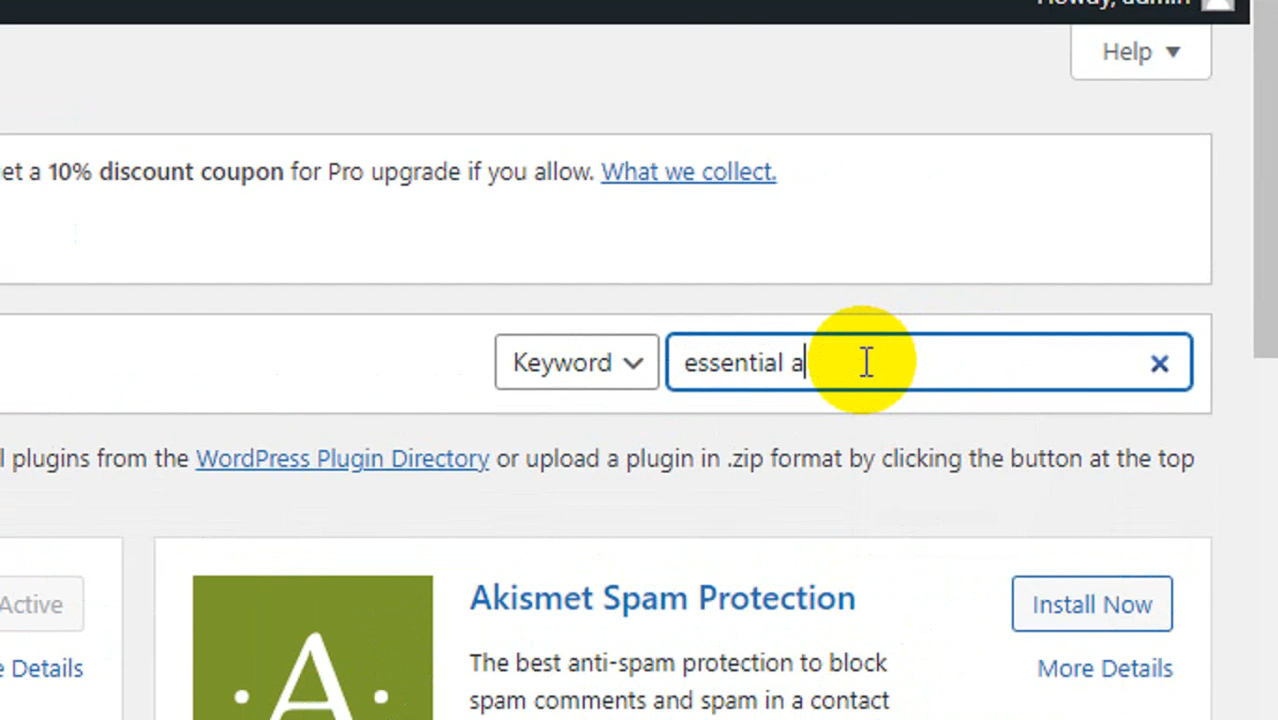 Howdy, admin
Help
et a 10% discount coupon for Pro upgrade if you allow. What we collect.
Keyword essential a
l plugins from the WordPress Plugin Directory or upload a plugin in .zip format by clicking the button at the top
Active
e Details
A
Akismet Spam Protection
Install Now
The best anti-spam protection to block
More Details
spam comments and spam in a contact